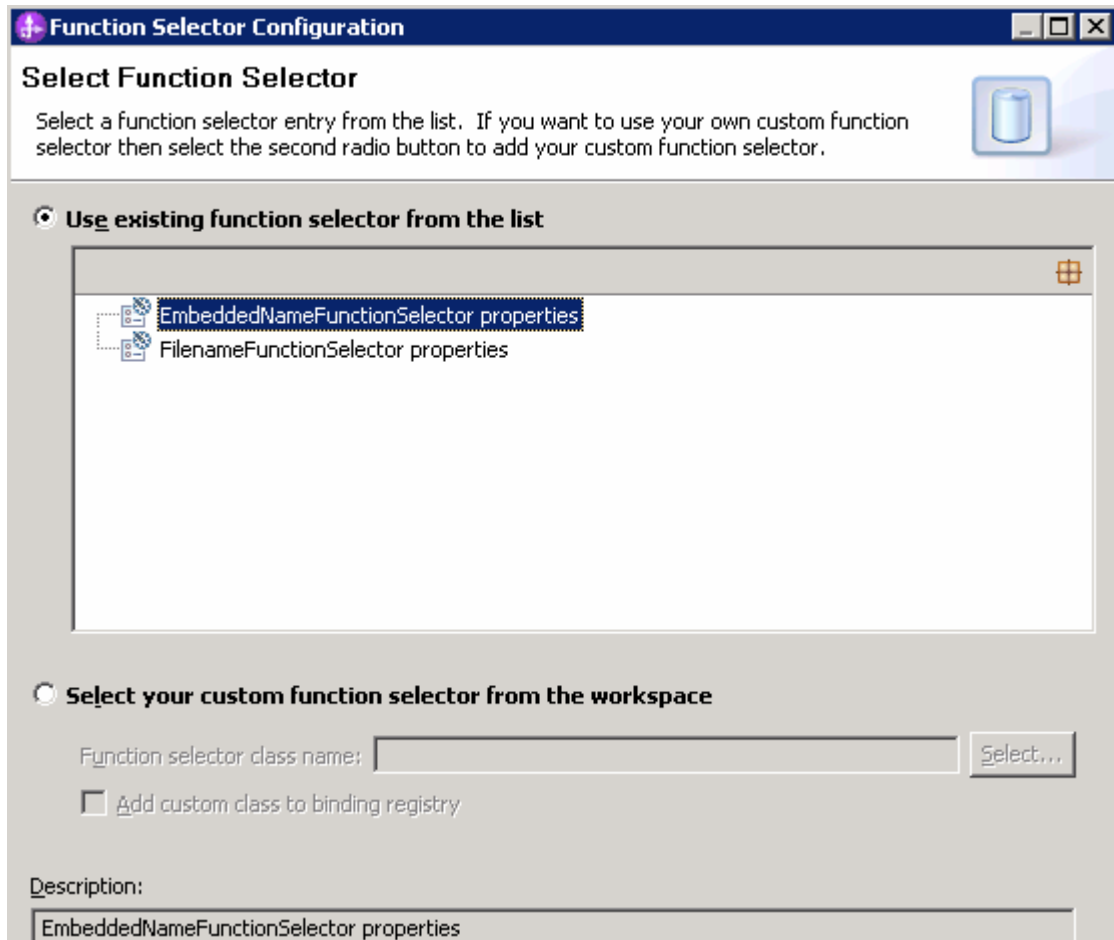 Function Selector Configuration
Select Function Selector
Select a function selector entry from the list. If you want to use your own custom function
selector then select the second radio button to add your custom function selector.
Use existing function selector from the list
EmbeddedNameFunctionSelector properties
FilenameFunctionSelector properties
Select your custom function selector from the workspace
Function selector class name:
Select...
Add custom class to binding registry
Description:
EmbeddedNameFunctionSelector properties